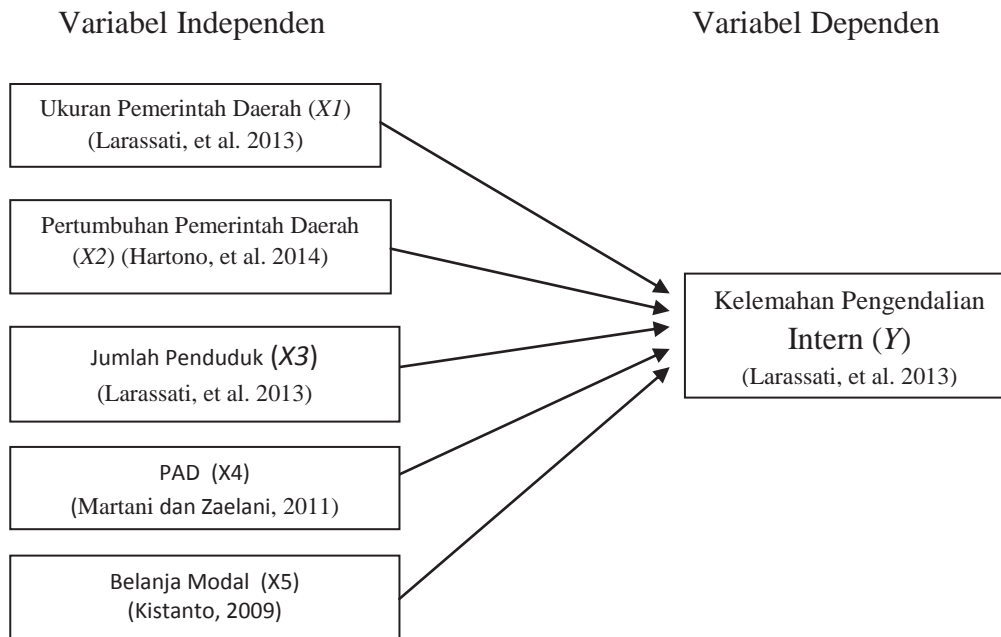 Variabel Independen
Variabel Dependen
Ukuran Pemerintah Daerah (X1)
(Larassati, et al. 2013)
Pertumbuhan Pemerintah Daerah
(X2) (Hartono, et al. 2014)
Jumlah Penduduk (X3)
(Larassati, et al. 2013)
PAD (X4)
(Martani dan Zaelani, 2011)
Belanja Modal (X5)
(Kistanto, 2009)
Kelemahan Pengendalian
Intern (Y)
(Larassati, et al. 2013)